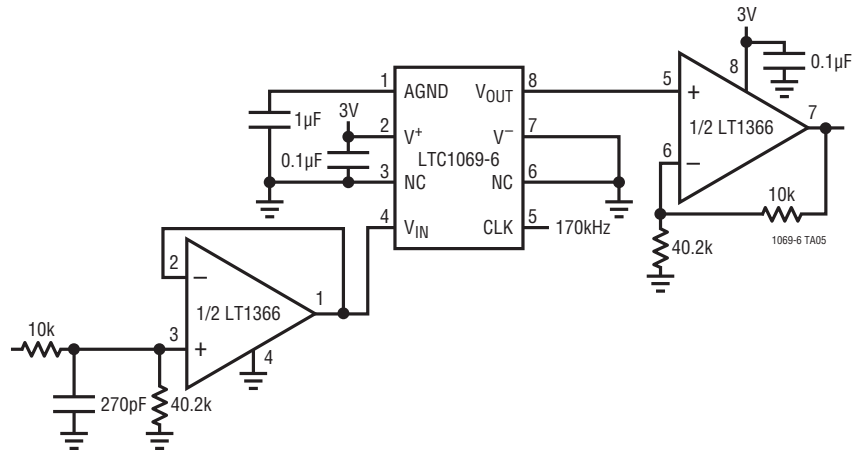 3V
8
0.1µF
5
+
1/2 LT1366
7
6
−
10k
40.2k
1069-6 TA05
1
AGND
VOUT
8
1µF
3V
2
V+
V−
7
0.1µF
LTC1069-6
3
NC
NC
6
4
VIN
CLK
5
170kHz
2
−
1/2 LT1366
1
10k
3
+
4
270pF
40.2k